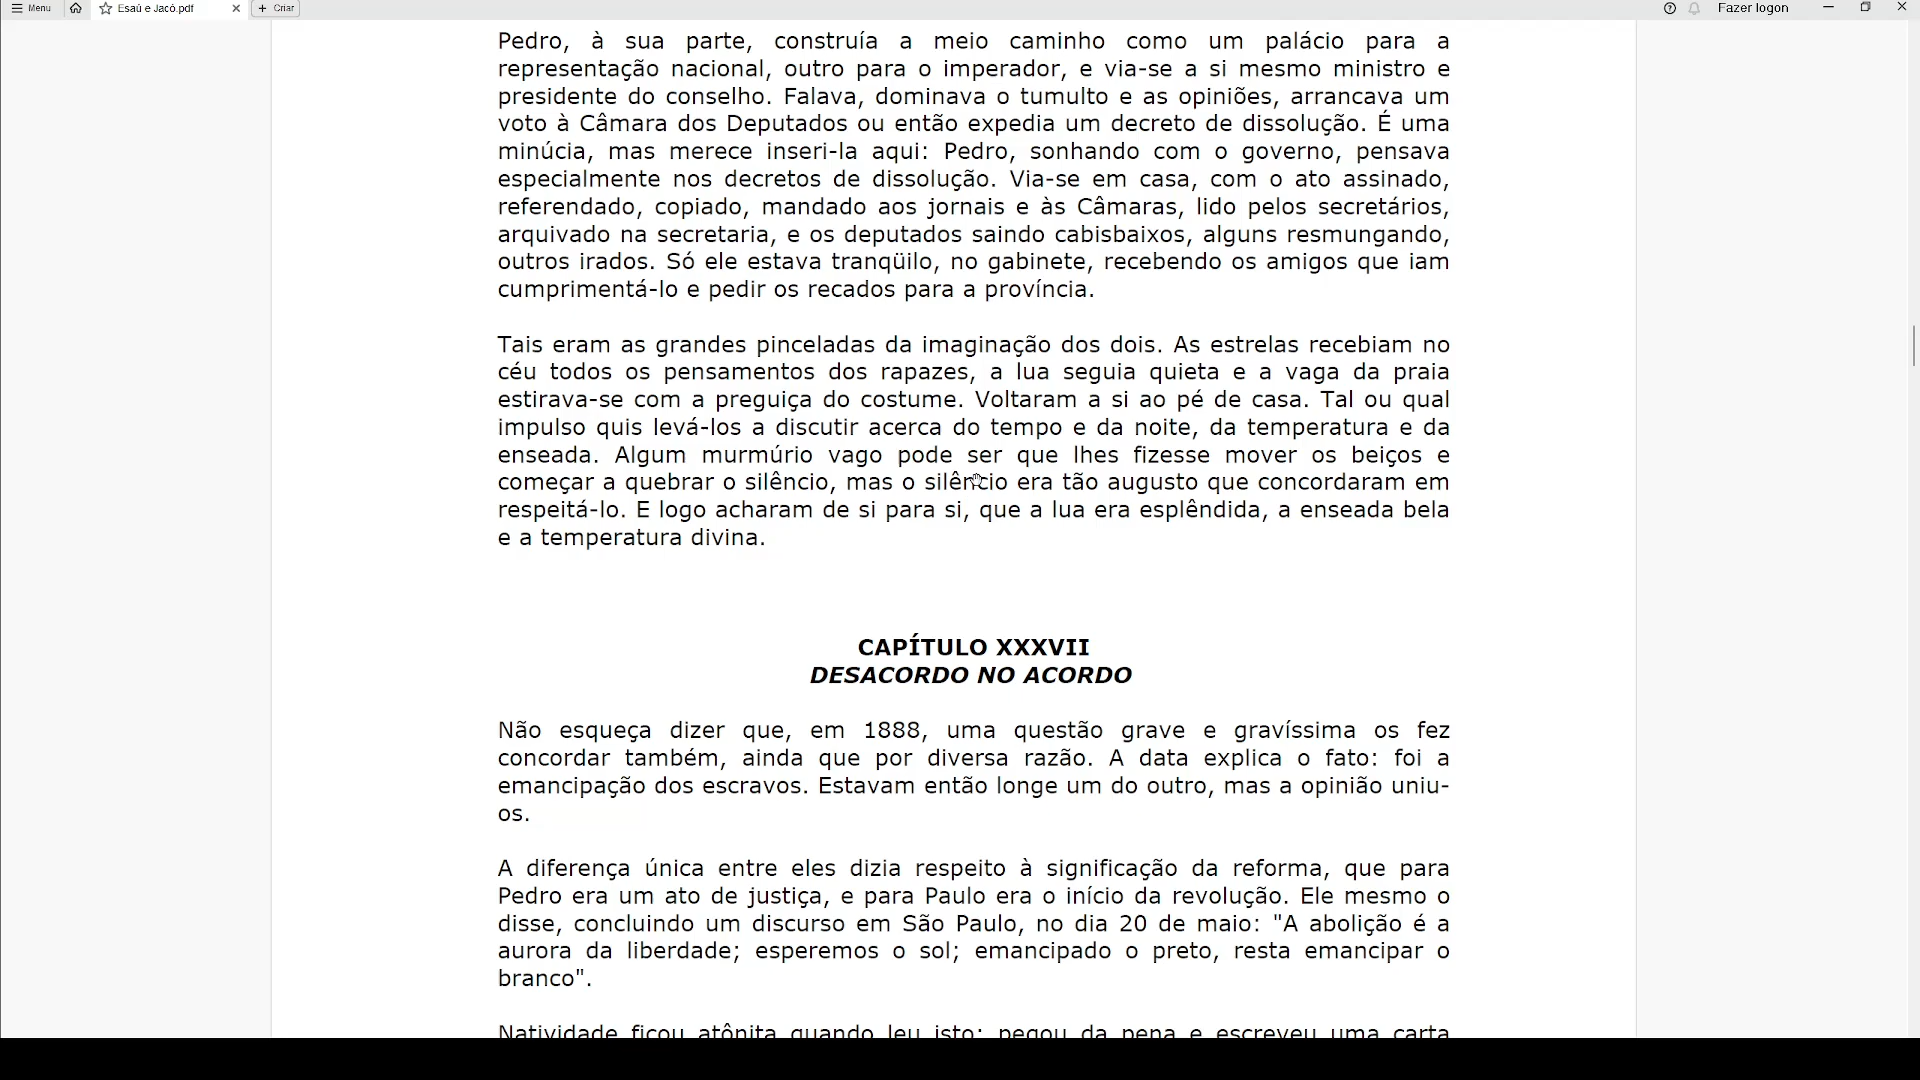 Menu
Esaú e Jacó.pdf
+ Criar
Fazer logon
Pedro, à sua parte, construía a meio caminho como um palácio para a
representação nacional, outro para o imperador, e via-se a si mesmo ministro e
presidente do conselho. Falava, dominava o tumulto e as opiniões, arrancava um
voto à Câmara dos Deputados ou então expedia um decreto de dissolução. É uma
minúcia, mas merece inseri-la aqui: Pedro, sonhando com o governo, pensava
especialmente nos decretos de dissolução. Via-se em casa, com o ato assinado,
referendado, copiado, mandado aos jornais e às Câmaras, lido pelos secretários,
arquivado na secretaria, e os deputados saindo cabisbaixos, alguns resmungando,
outros irados. Só ele estava tranqüilo, no gabinete, recebendo os amigos que iam
cumprimentá-lo e pedir os recados para a província.
Tais eram as grandes pinceladas da imaginação dos dois. As estrelas recebiam no
céu todos os pensamentos dos rapazes, a lua seguia quieta e a vaga da praia
estirava-se com a preguiça do costume. Voltaram a si ao pé de casa. Tal ou qual
impulso quis levá-los a discutir acerca do tempo e da noite, da temperatura e da
enseada. Algum murmúrio vago pode ser que lhes fizesse mover os beiços e
começar a quebrar o silêncio, mas o silêncio era tão augusto que concordaram em
respeitá-lo. E logo acharam de si para si, que a lua era esplêndida, a enseada bela
e a temperatura divina.
CAPÍTULO XXXVII
DESACORDO NO ACORDO
Não esqueça dizer que, em 1888, uma questão grave e gravíssima os fez
concordar também, ainda que por diversa razão. A data explica o fato: foi a
emancipação dos escravos. Estavam então longe um do outro, mas a opinião uniu-
os.
A diferença única entre eles dizia respeito à significação da reforma, que para
Pedro era um ato de justiça, e para Paulo era o início da revolução. Ele mesmo o
disse, concluindo um discurso em São Paulo, no dia 20 de maio: "A abolição é a
aurora da liberdade; esperemos o sol; emancipado o preto, resta emancipar o
branco".
Natividade ficou atônita quando leu isto; pegou da pena e escreveu uma carta